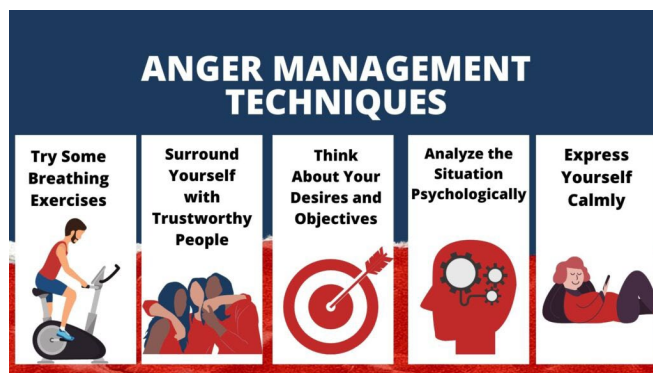 ANGER MANAGEMENT
TECHNIQUES
Try Some
Breathing
Exercises
Surround
Yourself
with
Trustworthy
People
Think
About Your
Desires and
Objectives
Analyze the
Situation
Psychologically
Express
Yourself
Calmly